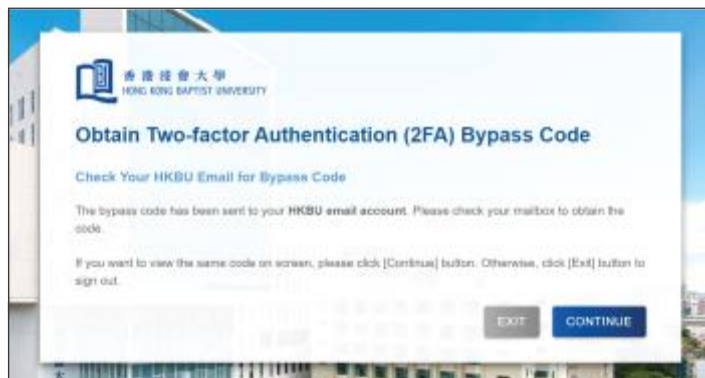 香港浸會大學
HONG KONG BAPTIST UNIVERSITY
Obtain Two-factor Authentication (2FA) Bypass Code
Check Your HKBU Email for Bypass Code
The bypass code has been sent to your HKBU email account. Please check your mailbox to obtain the
code.
If you want to view the same code on screen, please click [Continue] button. Otherwise, click [Exit] button to
sign out.
EXIT
CONTINUE